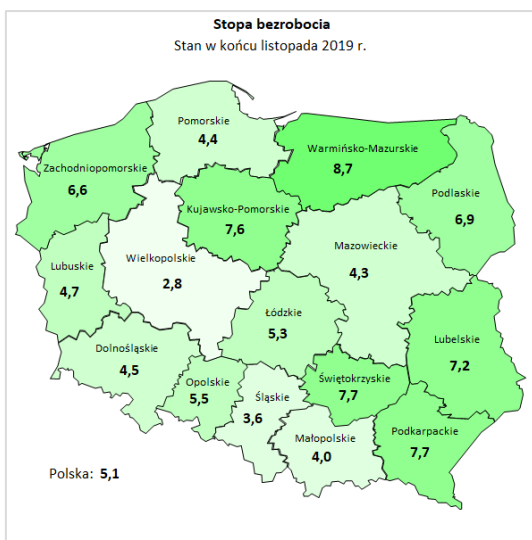 Stopa bezrobocia
Stan w końcu listopada 2019 r.
Pomorskie
4,4
Warmińsko-Mazurskie
8,7
Zachodniopomorskie
6,6
Podlaskie
6,9
Kujawsko-Pomorskie
7,6
Mazowieckie
4,3
Wielkopolskie
2,8
Lubuskie
4,7
Łódzkie
5,3
Lubelskie
7,2
Dolnośląskie
4,5
Opolskie
5,5
Śląskie
3,6
Świętokrzyskie
7,7
Małopolskie
4,0
Podkarpackie
7,7
Polska: 5,1